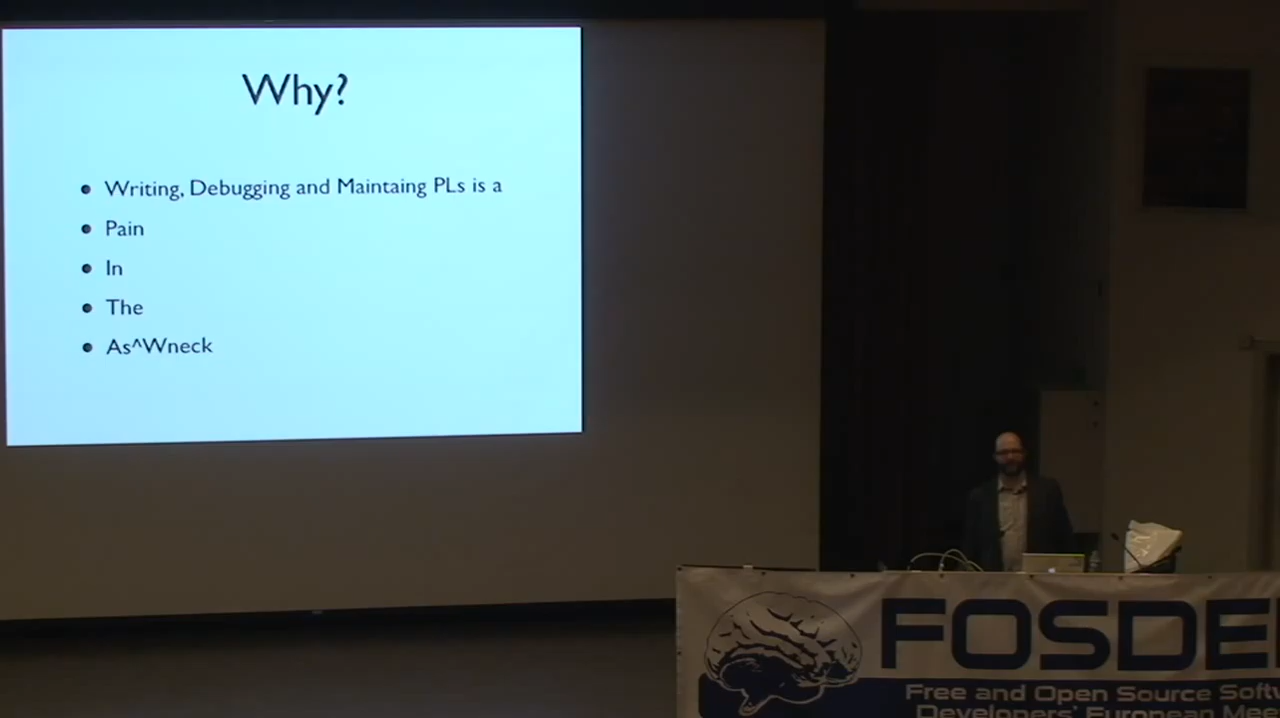 Why?
Writing, Debugging and Maintaing PLs is a
Pain
In
The
As^Wneck
FOSDE
Free and Open Source Softw
Developers' European Mee